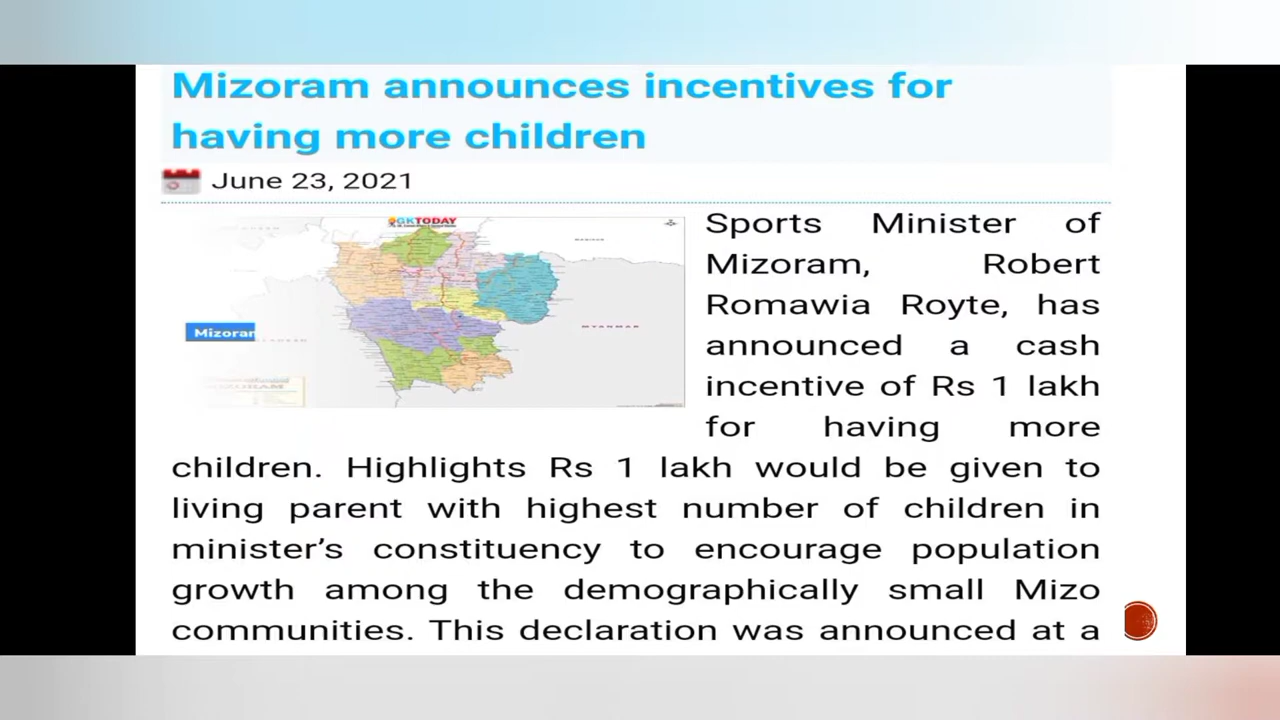 Mizoram announces incentives for
having more children
June 23, 2021
GKTODAY
Mizoram
MYANMAR
Sports Minister of
Mizoram, Robert
Romawia Royte, has
announced a cash
incentive of Rs 1 lakh
for having more
children. Highlights Rs 1 lakh would be given to
living parent with highest number of children in
minister’s constituency to encourage population
growth among the demographically small Mizo
communities. This declaration was announced at a